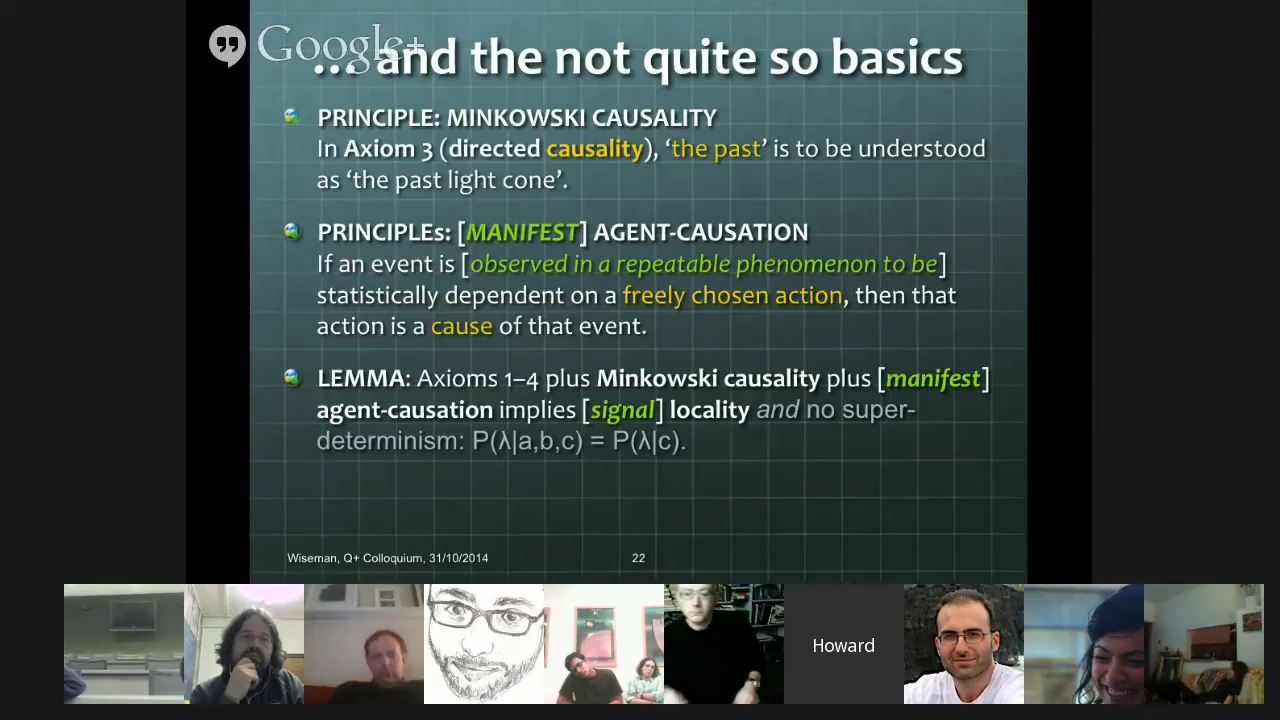 Google+
… and the not quite so basics
PRINCIPLE: MINKOWSKI CAUSALITY
In Axiom 3 (directed causality), ‘the past’ is to be understood
as ‘the past light cone’.
PRINCIPLEs: [MANIFEST] AGENT-CAUSATION
If an event is [observed in a repeatable phenomenon to be]
statistically dependent on a freely chosen action, then that
action is a cause of that event.
LEMMA: Axioms 1–4 plus Minkowski causality plus [manifest]
agent-causation implies [signal] locality and no super-
determinism: P(λ|a,b,c) = P(λ|c).
Wiseman, Q+ Colloquium, 31/10/2014
22
Howard